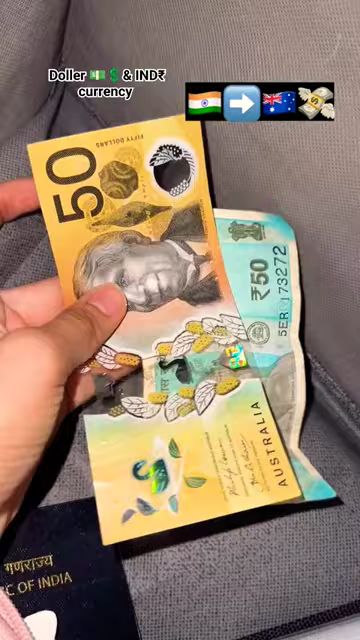 Doller 💵💲& IND₹
currency
🇮🇳➡️🇦🇺💸
50
FIFTY DOLLARS
₹50
5ER 173272
AUSTRALIA
गणराज्य
C OF INDIA